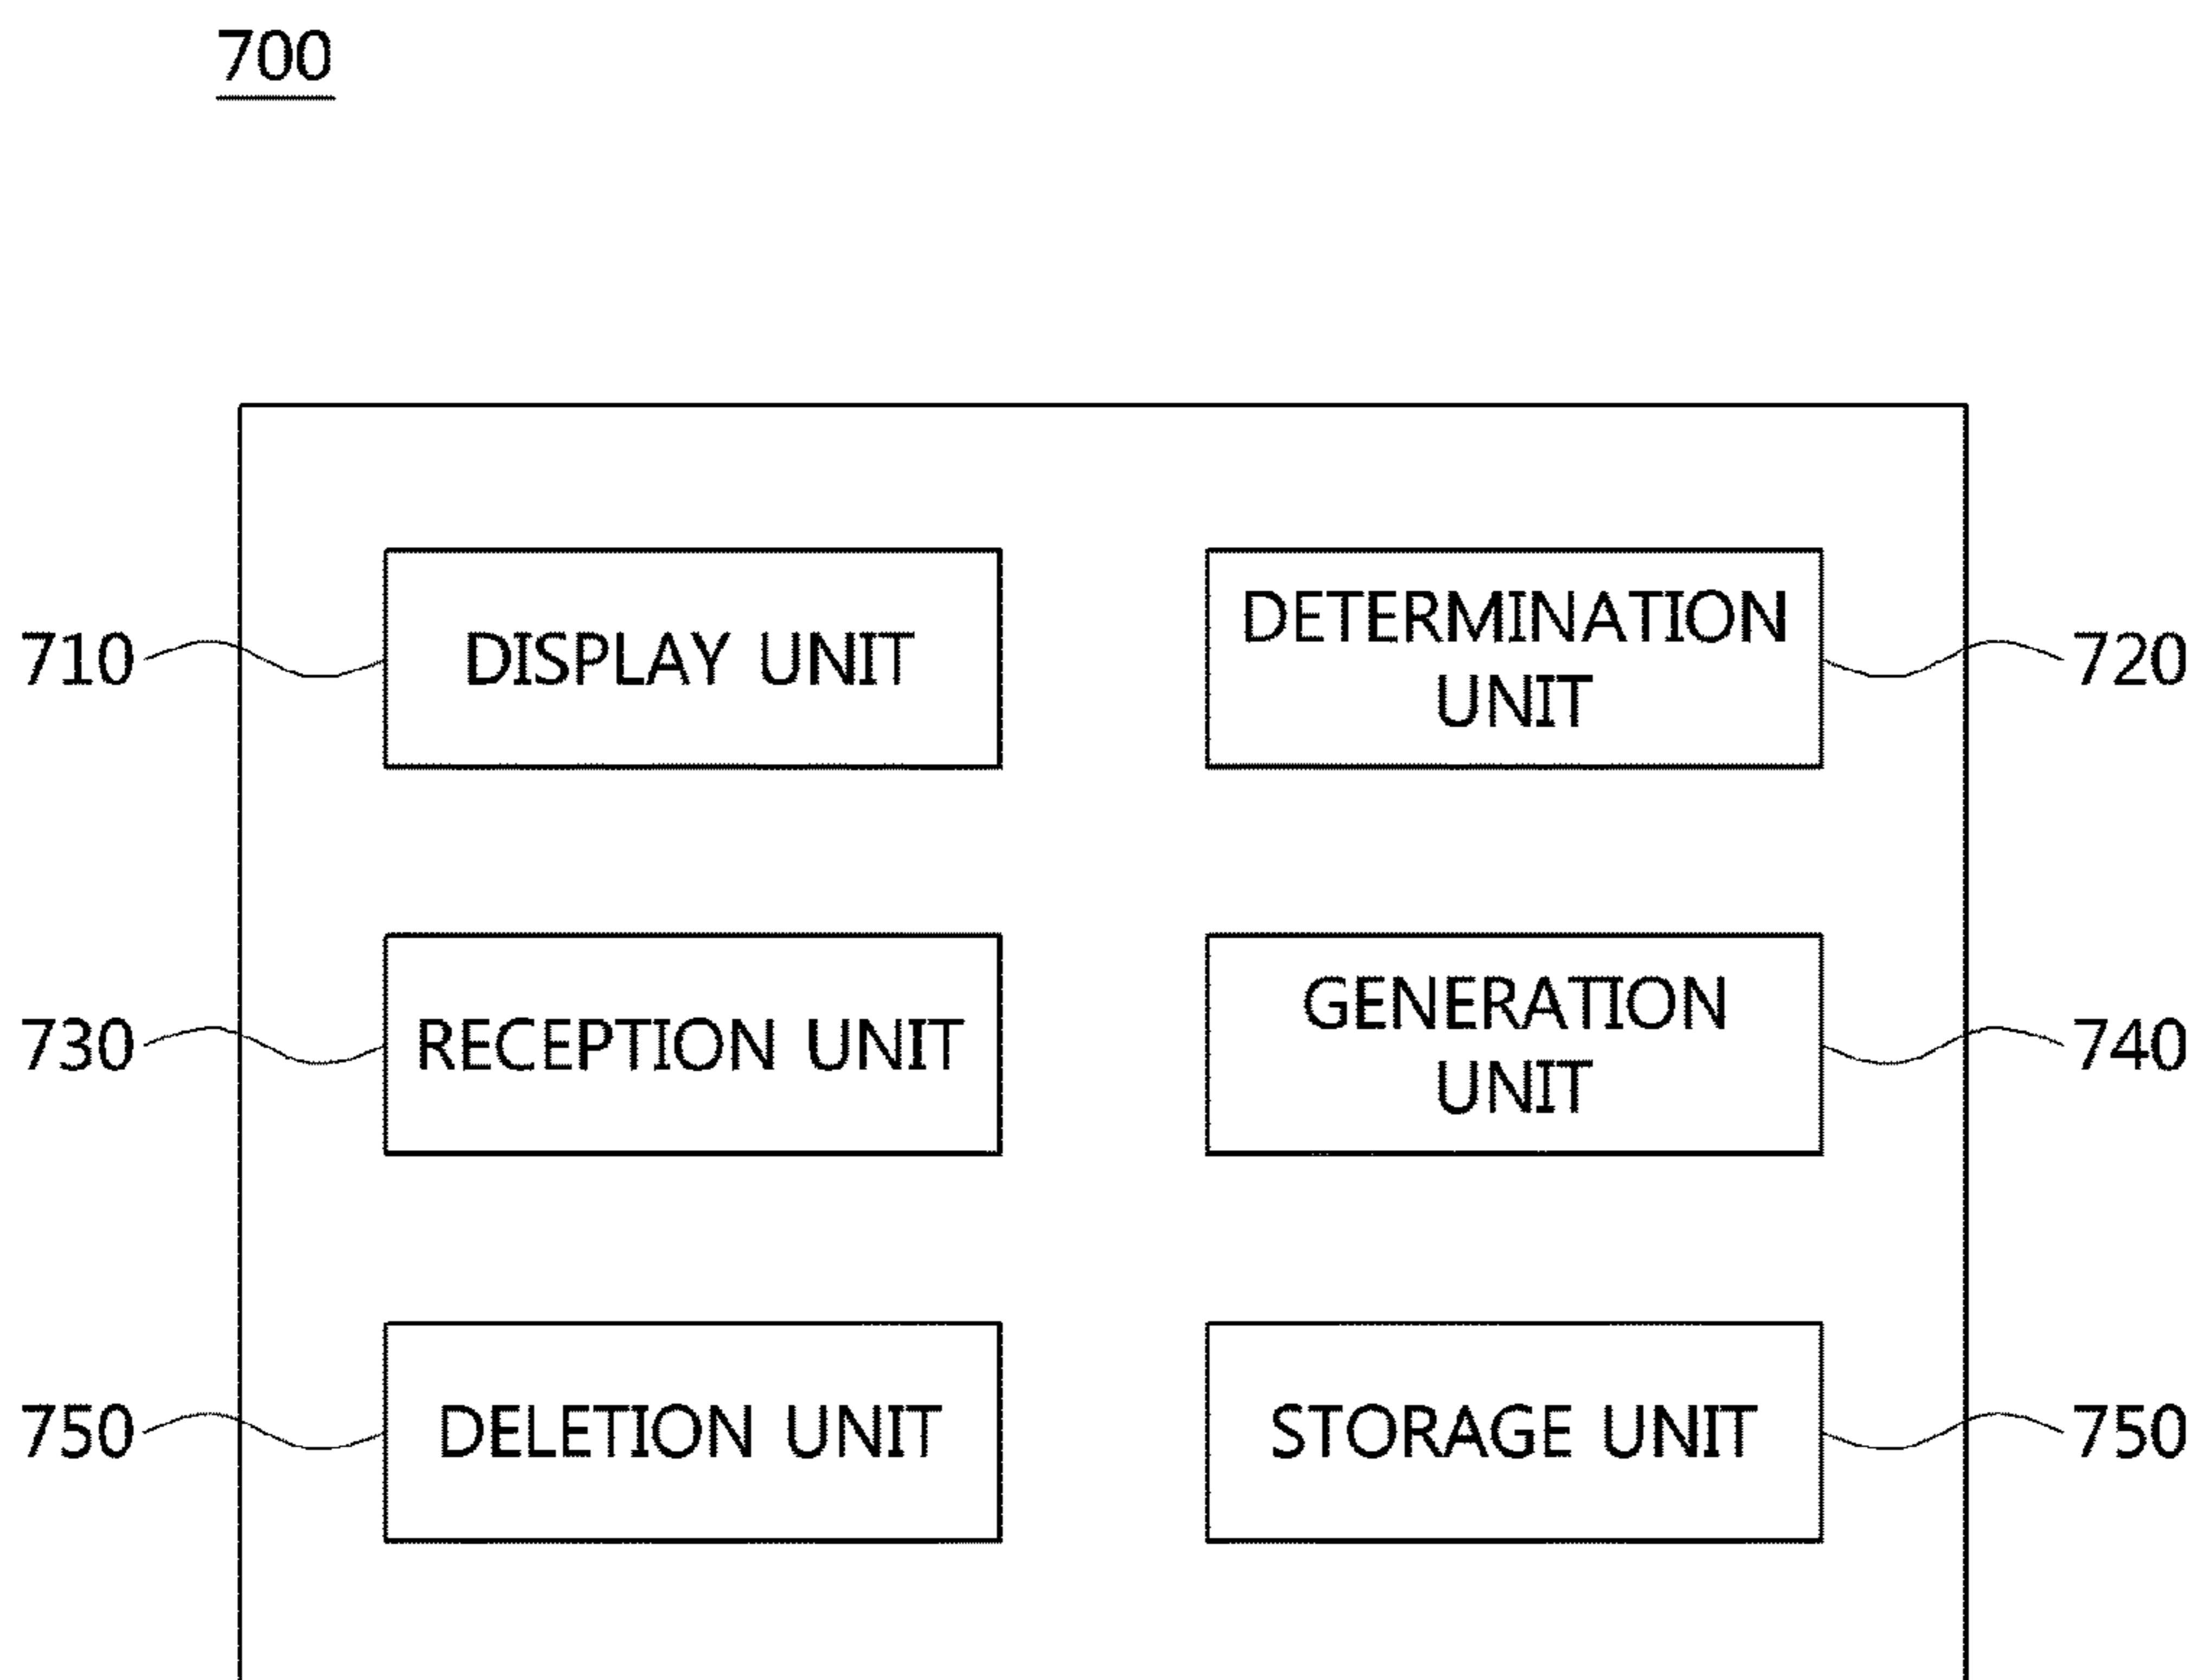 700
710
DISPLAY UNIT
DETERMINATION
UNIT
720
730
RECEPTION UNIT
GENERATION
UNIT
740
750
DELETION UNIT
STORAGE UNIT
750